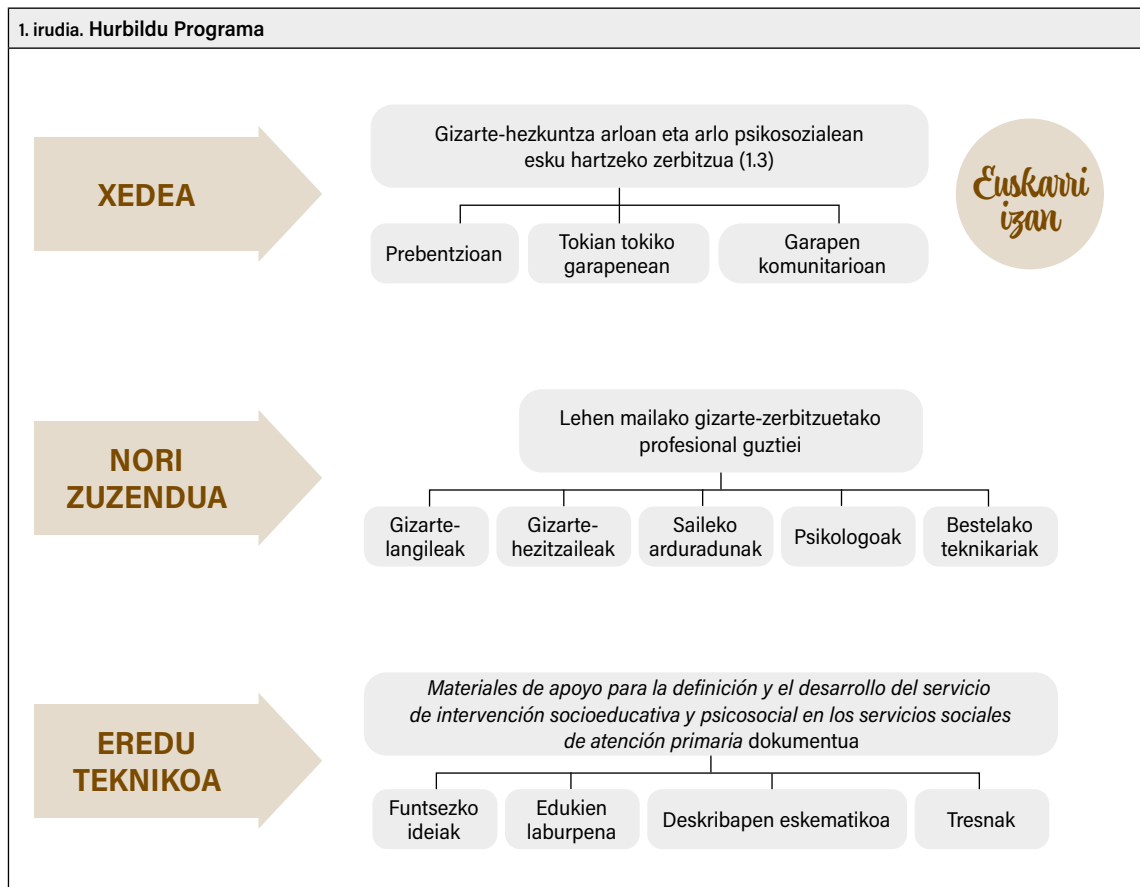 1. irudia. Hurbildu Programa
XEDEA
Gizarte-hezkuntza arloan eta arlo psikosozialean
esku hartzeko zerbitzua (1.3)
Prebentzioan
Tokian tokiko
garapenean
Garapen
komunitarioan
Euskarri
izan
NORI
ZUZENDUA
Lehen mailako gizarte-zerbitzuetako
profesional guztiei
Gizarte-
langileak
Gizarte-
hezitzaileak
Saileko
arduradunak
Psikologoak
Bestelako
teknikariak
EREDU
TEKNIKOA
Materiales de apoyo para la definición y el desarrollo del servicio
de intervención socioeducativa y psicosocial en los servicios sociales
de atención primaria dokumentua
Funtsezko
ideiak
Edukien
laburpena
Deskribapen eskematikoa
Tresnak